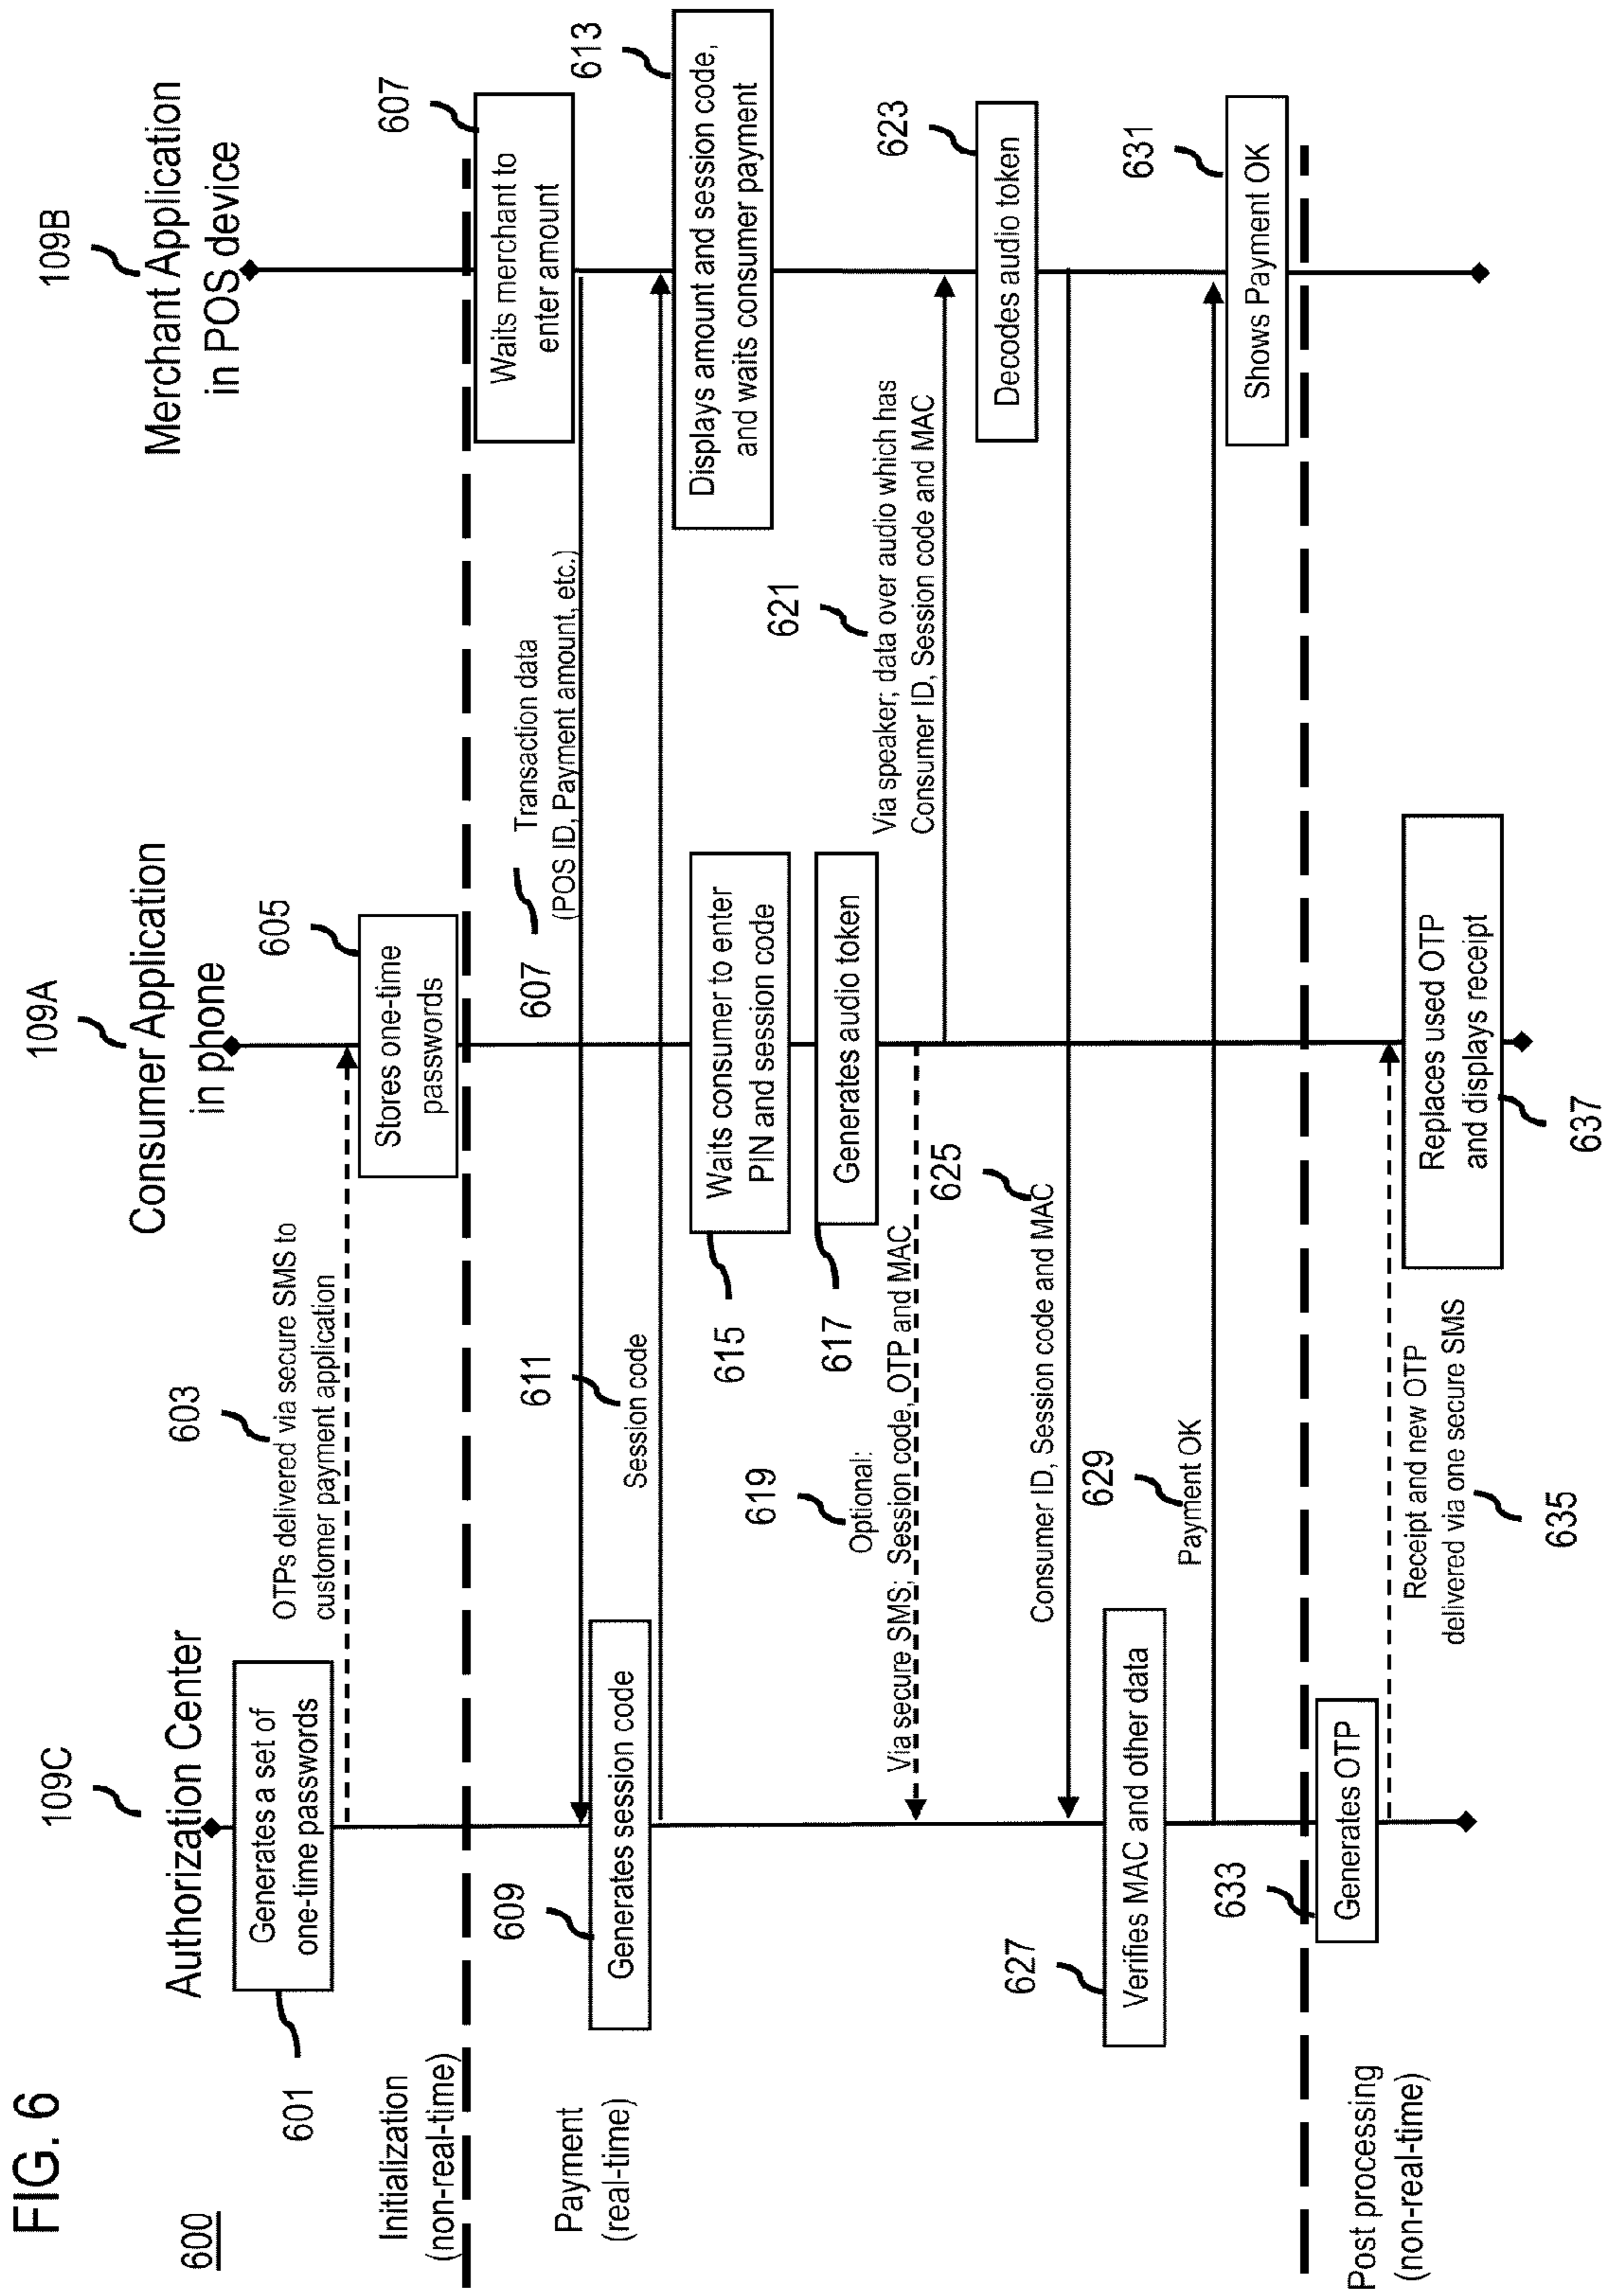 FIG. 6
600
109C
Authorization Center
109A
Consumer Application
in phone
109B
Merchant Application
in POS device
601
Generates a set of
one-time passwords
603
OTPs delivered via secure SMS to
customer payment application
605
Stores one-time
passwords
Initialization
(non-real-time)
Payment
(real-time)
607
Waits merchant to
enter amount
607
Transaction data
(POS ID, Payment amount, etc.)
609
Generates session code
611
Session code
613
Displays amount and session code,
and waits consumer payment
615
Waits consumer to enter
PIN and session code
617
Generates audio token
619
Optional:
Via secure SMS; Session code, OTP and MAC
621
Via speaker; data over audio which has
Consumer ID, Session code and MAC
623
Decodes audio token
625
Consumer ID, Session code and MAC
627
Verifies MAC and other data
629
Payment OK
631
Shows Payment OK
Post processing
(non-real-time)
633
Generates OTP
635
Receipt and new OTP
delivered via one secure SMS
637
Replaces used OTP
and displays receipt